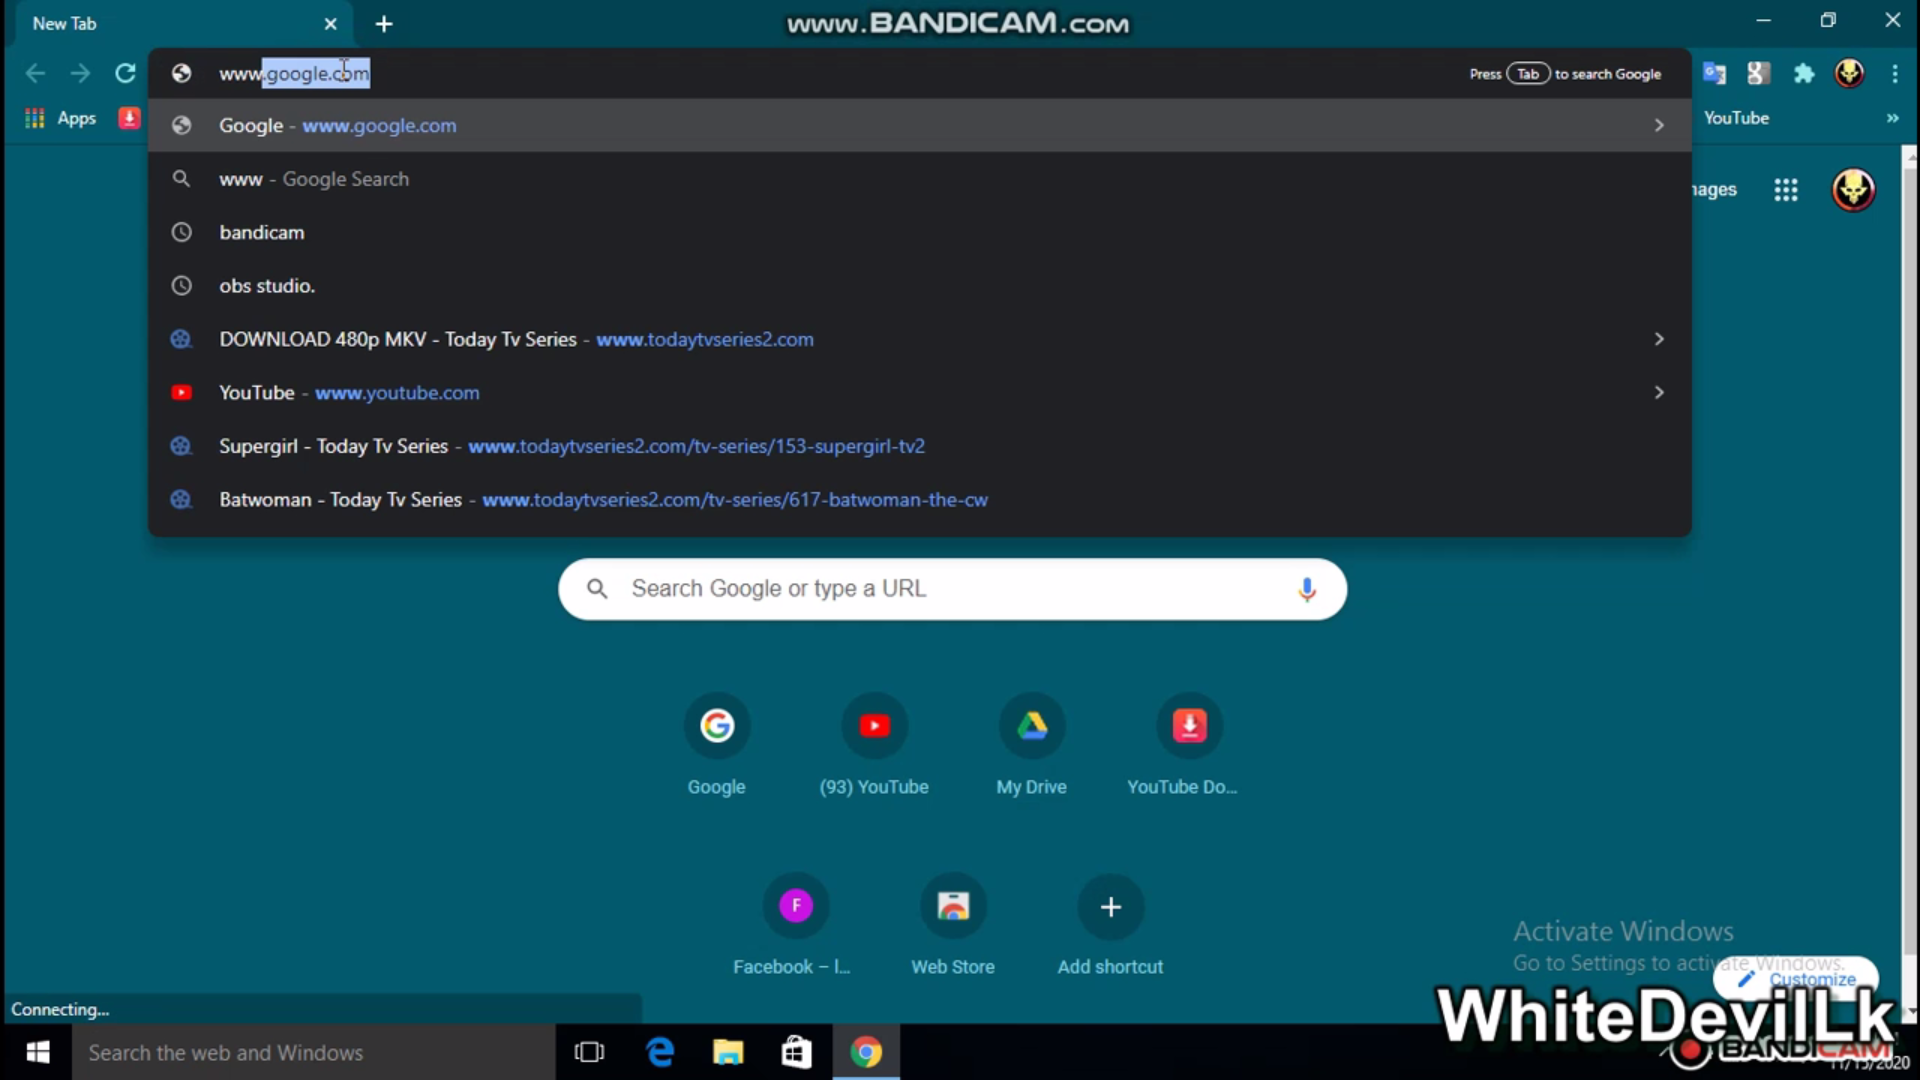 New Tab
www.BANDICAM.com
www.google.com
Press Tab to search Google
Apps
YouTube
Google - www.google.com
www - Google Search
ages
bandicam
obs studio.
DOWNLOAD 480p MKV - Today Tv Series - www.todaytvseries2.com
YouTube - www.youtube.com
Supergirl - Today Tv Series - www.todaytvseries2.com/tv-series/153-supergirl-tv2
Batwoman - Today Tv Series - www.todaytvseries2.com/tv-series/617-batwoman-the-cw
Search Google or type a URL
Google
(93) YouTube
My Drive
YouTube Do...
F
Facebook – l...
Web Store
Add shortcut
Activate Windows
Go to Settings to activate Windows.
Customize
Connecting...
WhiteDevilLk
Search the web and Windows
BANDICAM
11/15/2020